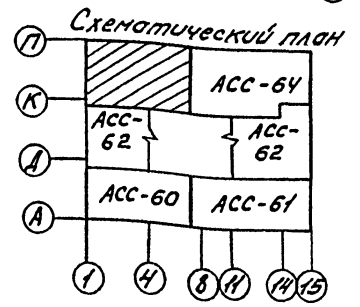 Схематический план
П
АСС-64
К
АСС-
62
АСС-
62
Д
АСС-60
АСС-61
А
1
4
8
11
14
15